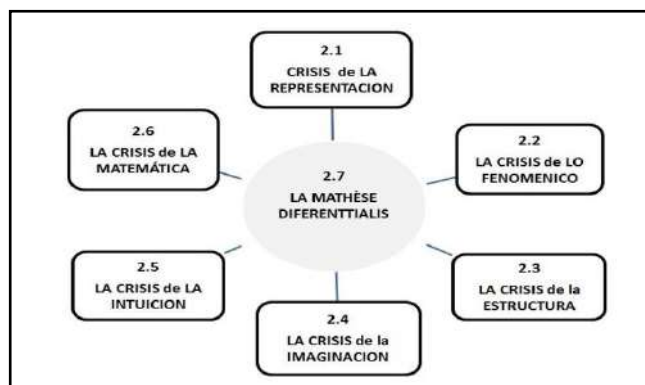 2.1
CRISIS de LA
REPRESENTACION
2.2
LA CRISIS de LO
FENOMENICO
2.3
LA CRISIS de la
ESTRUCTURA
2.4
LA CRISIS de la
IMAGINACION
2.5
LA CRISIS de LA
INTUICION
2.6
LA CRISIS de LA
MATEMÁTICA
2.7
LA MATHÈSE
DIFERENTTIALIS